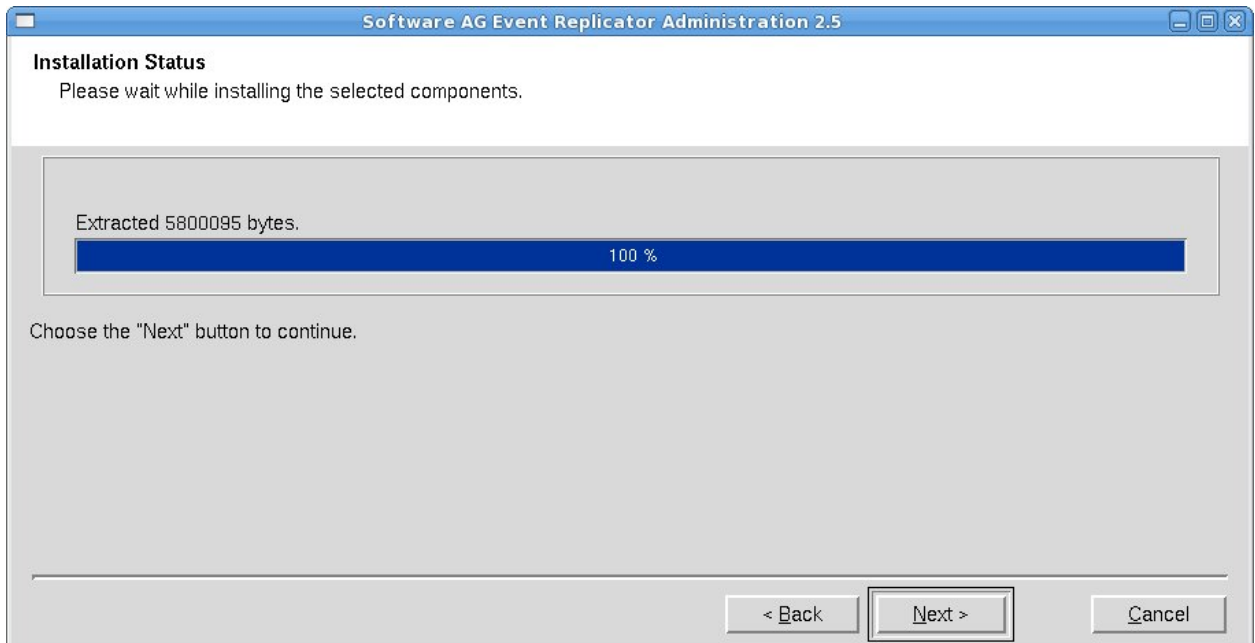 Software AG Event Replicator Administration 2.5
Installation Status
Please wait while installing the selected components.
Extracted 5800095 bytes.
100 %
Choose the "Next" button to continue.
< Back
Next >
Cancel